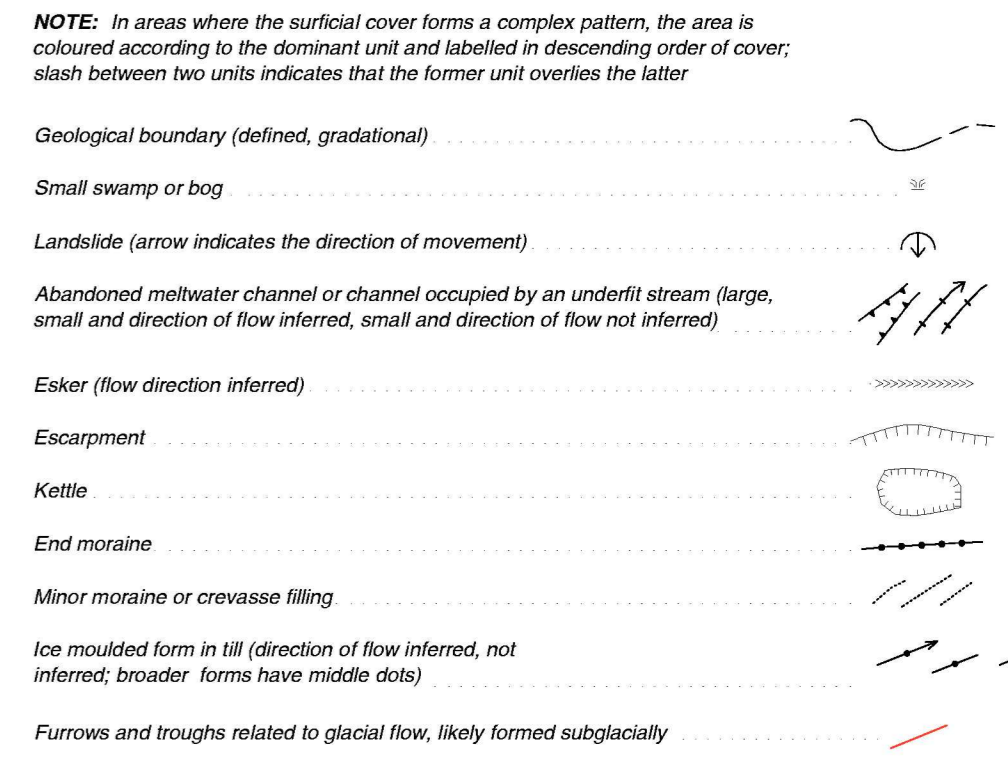 NOTE: In areas where the surficial cover forms a complex pattern, the area is
coloured according to the dominant unit and labelled in descending order of cover;
slash between two units indicates that the former unit overlies the latter
Geological boundary (defined, gradational)
Small swamp or bog
Landslide (arrow indicates the direction of movement)
Abandoned meltwater channel or channel occupied by an underfit stream (large,
small and direction of flow inferred, small and direction of flow not inferred)
Esker (flow direction inferred)
Escarpment
Kettle
End moraine
Minor moraine or crevasse filling
Ice moulded form in till (direction of flow inferred, not
inferred; broader forms have middle dots)
Furrows and troughs related to glacial flow, likely formed subglacially